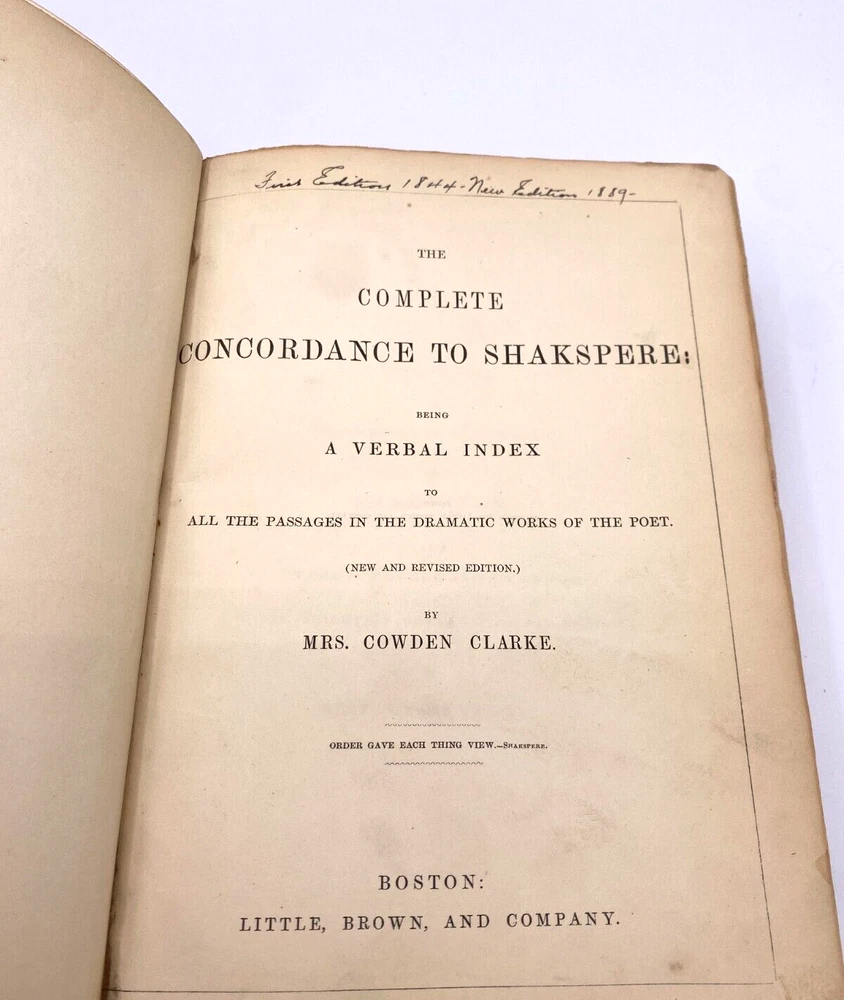 First Edition 1844 - New Edition 1889 -
THE
COMPLETE
CONCORDANCE TO SHAKSPERE:
BEING
A VERBAL INDEX
TO
ALL THE PASSAGES IN THE DRAMATIC WORKS OF THE POET.
(NEW AND REVISED EDITION.)
BY
MRS. COWDEN CLARKE.
ORDER GAVE EACH THING VIEW.—SHAKSPERE.
BOSTON:
LITTLE, BROWN, AND COMPANY.